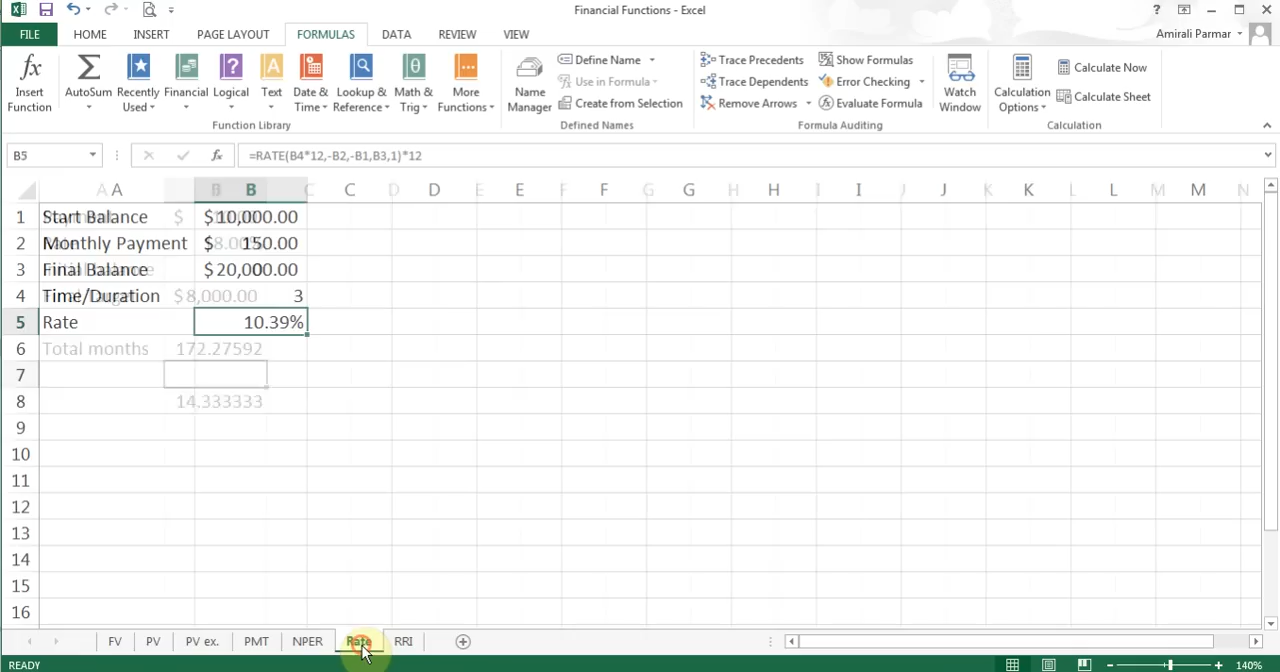 Financial Functions - Excel
FILE HOME INSERT PAGE LAYOUT FORMULAS DATA REVIEW VIEW Amirali Parmar
Insert Function
AutoSum
Recently Used
Financial
Logical
Text
Date & Time
Lookup & Reference
Math & Trig
More Functions
Function Library
Name Manager
Define Name
Use in Formula
Create from Selection
Defined Names
Trace Precedents
Trace Dependents
Remove Arrows
Show Formulas
Error Checking
Evaluate Formula
Formula Auditing
Watch Window
Calculation Options
Calculate Now
Calculate Sheet
Calculation
B5 fx =RATE(B4*12,-B2,-B1,B3,1)*12
A A B B C C D D E E F F G G H H I I J J K K L L M M N
1 Start Balance $ $10,000.00
2 Monthly Payment $ 150.00
3 Final Balance $20,000.00
4 Time/Duration $8,000.00 3
5 Rate 10.39%
6 Total months 172.27592
7
8 14.333333
9
10
11
12
13
14
15
16
FV PV PV ex. PMT NPER Rate RRI
READY 140%